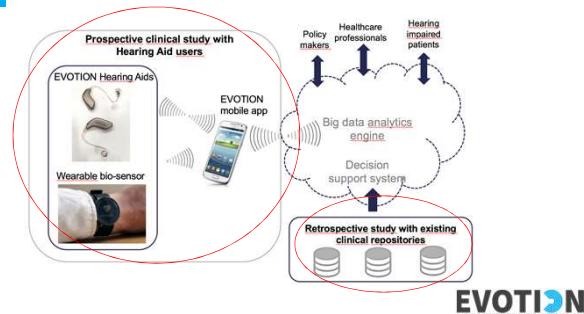 Prospective clinical study with
Hearing Aid users
EVOTION Hearing Aids
EVOTION
mobile app
Wearable bio-sensor
Policy
makers
Healthcare
professionals
Hearing
impaired
patients
Big data analytics
engine
Decision
support system
Retrospective study with existing
clinical repositories
EVOTION